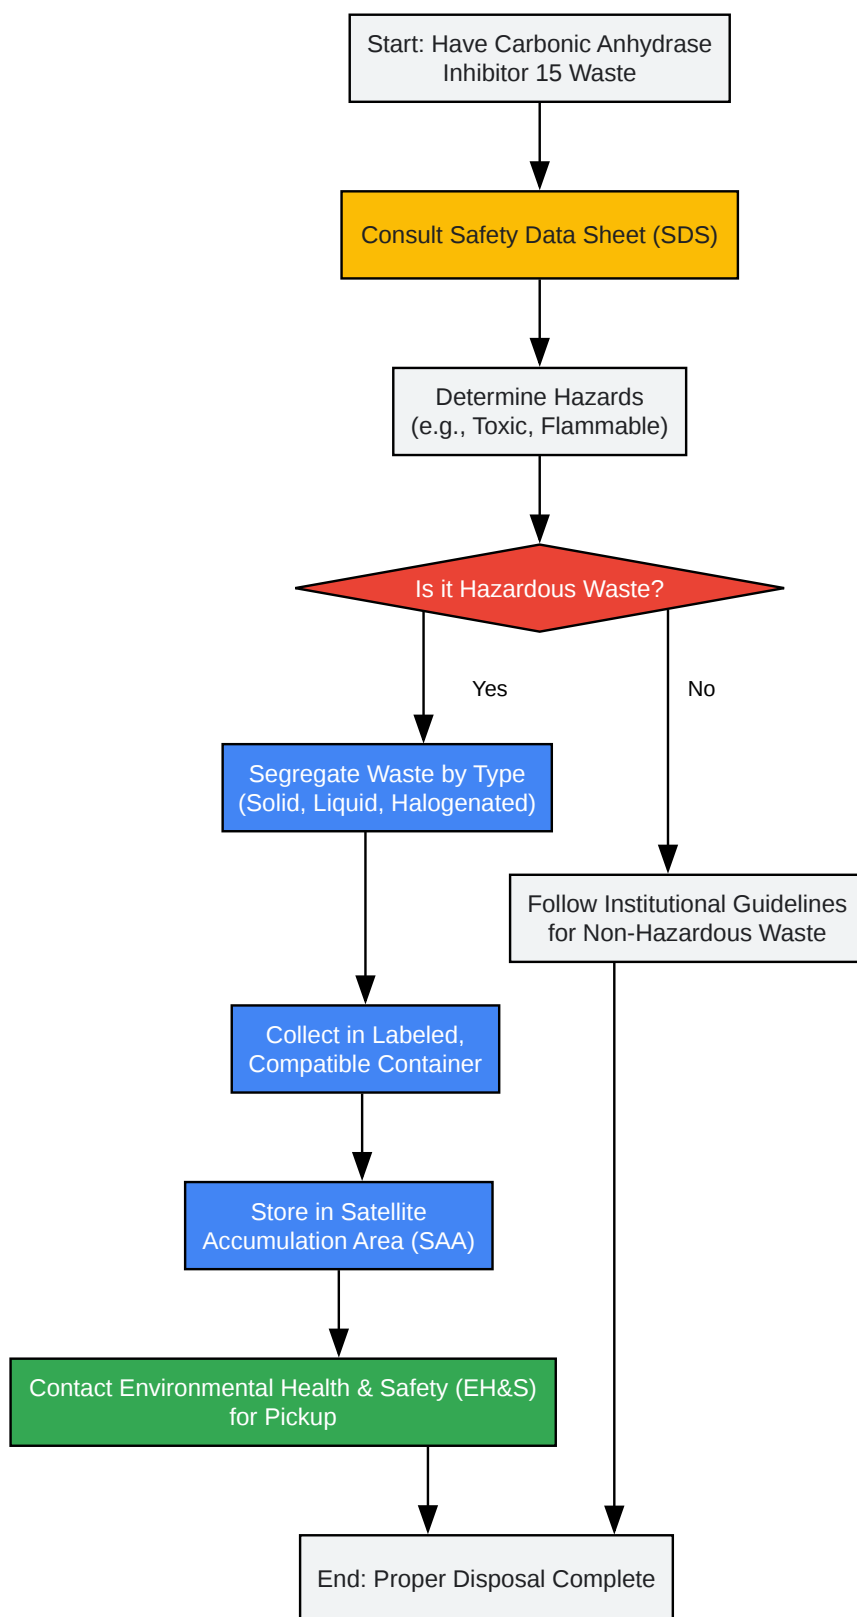 Start: Have Carbonic Anhydrase
Inhibitor 15 Waste
Consult Safety Data Sheet (SDS)
Determine Hazards
(e.g., Toxic, Flammable)
Is it Hazardous Waste?
Yes
No
Segregate Waste by Type
(Solid, Liquid, Halogenated)
Follow Institutional Guidelines
for Non-Hazardous Waste
Collect in Labeled,
Compatible Container
Store in Satellite
Accumulation Area (SAA)
Contact Environmental Health & Safety (EH&S)
for Pickup
End: Proper Disposal Complete